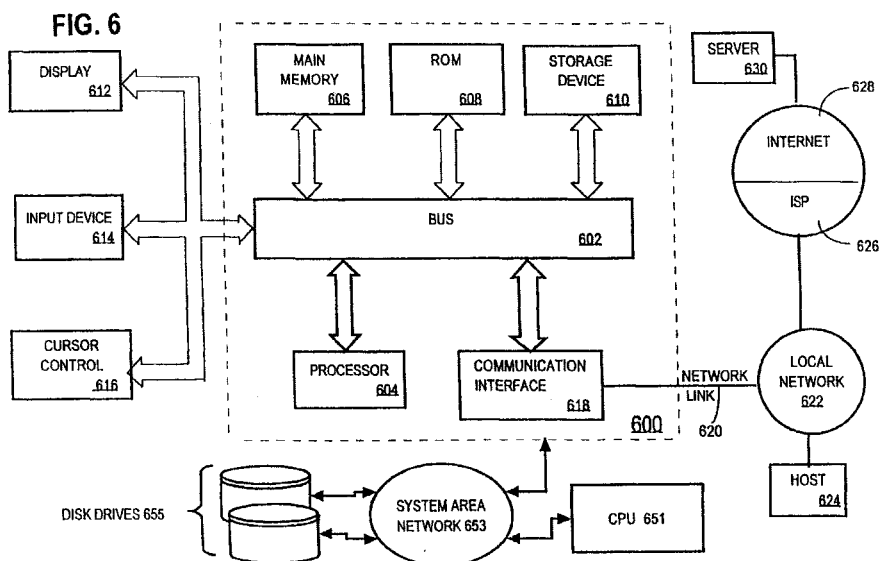 FIG. 6
DISPLAY
612
INPUT DEVICE
614
CURSOR
CONTROL
616
MAIN
MEMORY
606
ROM
608
STORAGE
DEVICE
610
BUS
602
PROCESSOR
604
COMMUNICATION
INTERFACE
618
600
SERVER
630
628
INTERNET
ISP
626
NETWORK
LINK
620
LOCAL
NETWORK
622
HOST
624
DISK DRIVES 655
SYSTEM AREA
NETWORK 653
CPU 651